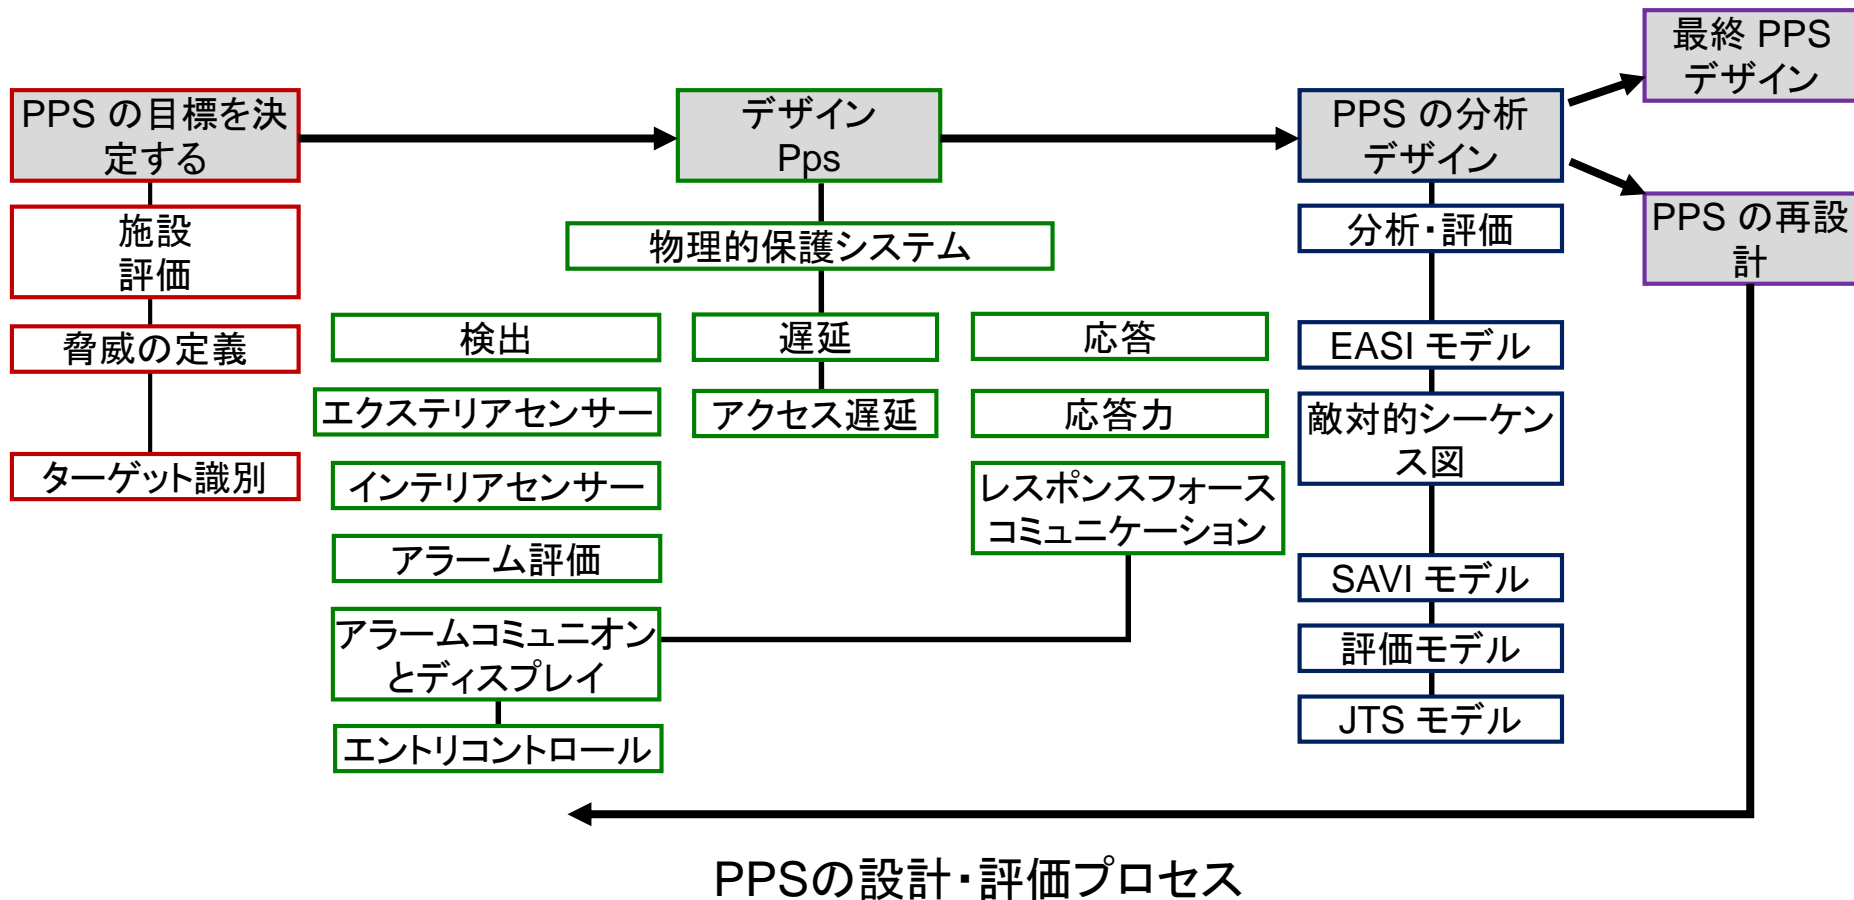 PPS の目標を決
定する
施設
評価
脅威の定義
ターゲット識別
デザイン
Pps
物理的保護システム
検出
エクステリアセンサー
インテリアセンサー
アラーム評価
アラームコミュニオン
とディスプレイ
エントリコントロール
遅延
アクセス遅延
応答
応答力
レスポンスフォース
コミュニケーション
PPS の分析
デザイン
分析・評価
EASI モデル
敵対的シーケン
ス図
SAVI モデル
評価モデル
JTS モデル
最終 PPS
デザイン
PPS の再設
計
PPSの設計・評価プロセス